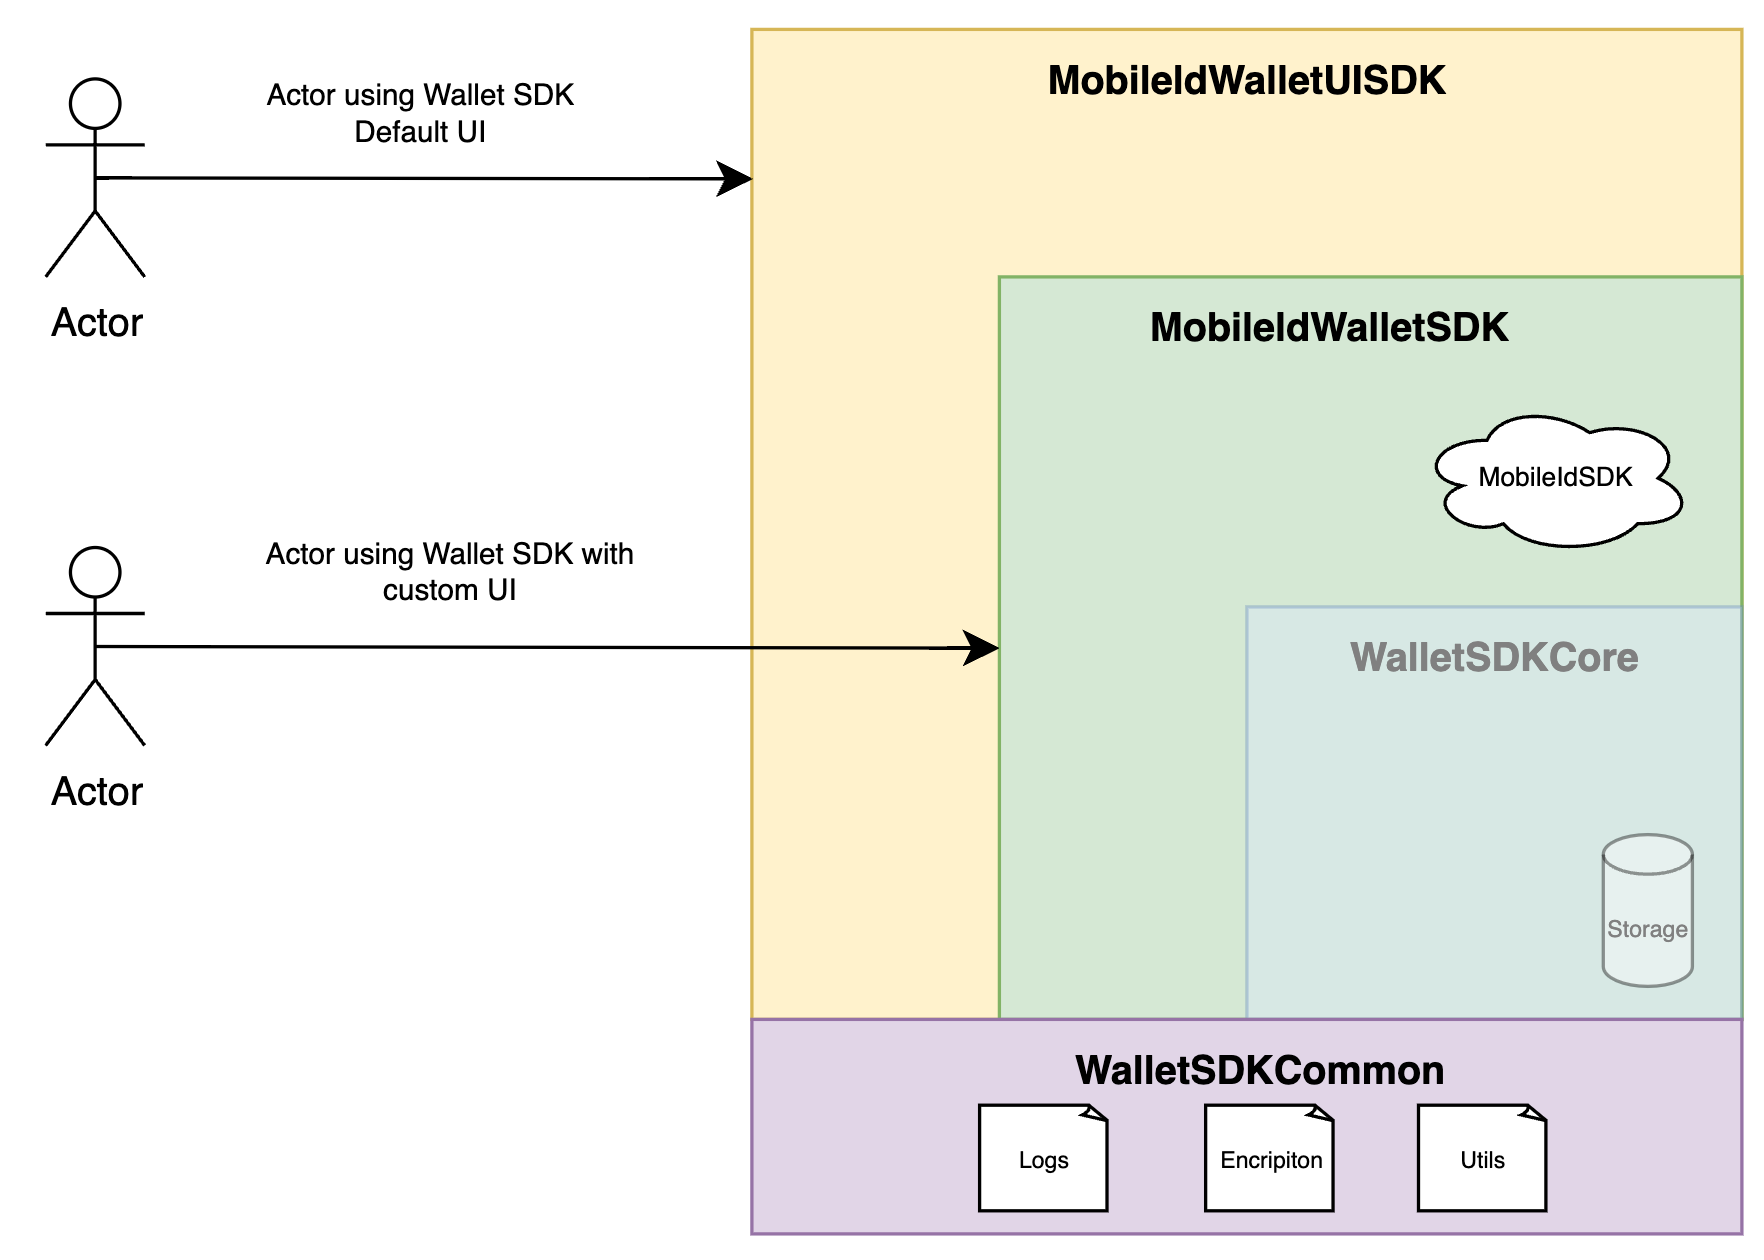 MobileIdWalletUISDK
Actor using Wallet SDK
Default UI
Actor
MobileIdWalletSDK
MobileIdSDK
Actor using Wallet SDK with
custom UI
Actor
WalletSDKCore
Storage
WalletSDKCommon
Logs
Encripiton
Utils